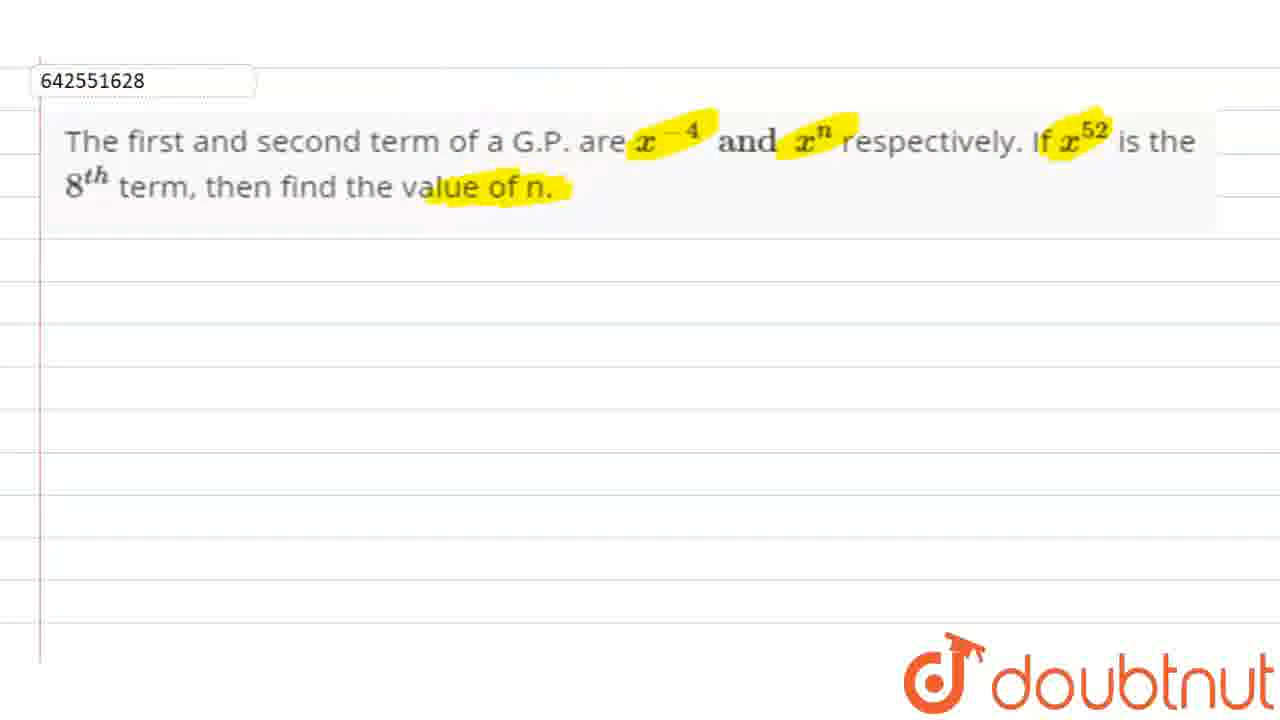 642551628
The first and second term of a G.P. are $x^{-4}$ and $x^{n}$ respectively. If $x^{52}$ is the
$8^{th}$ term, then find the value of n.
doubtnut